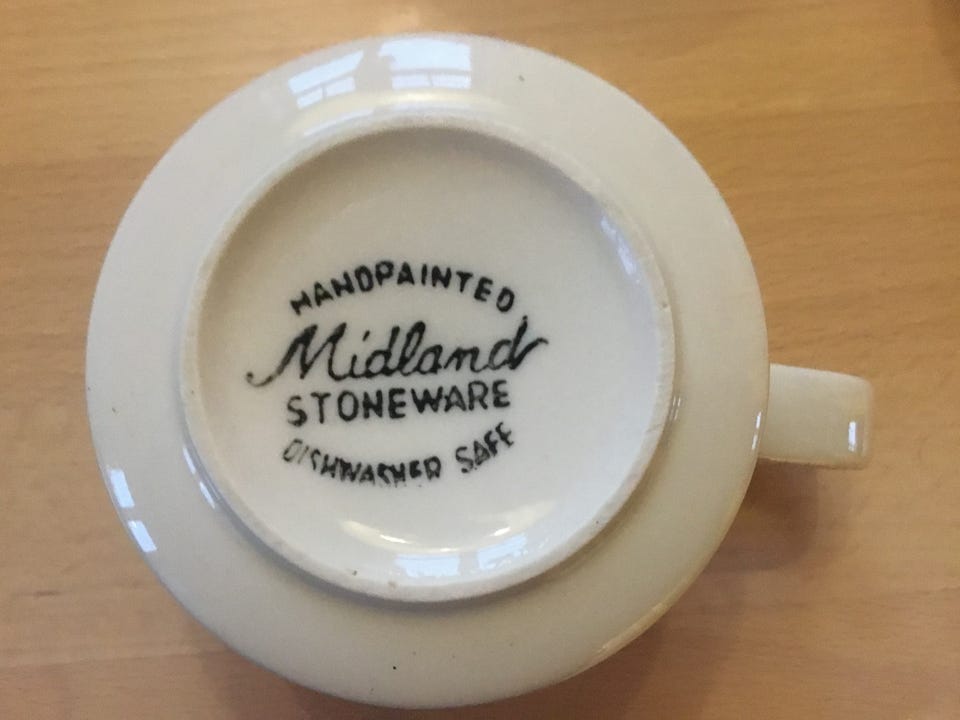 HANDPAINTED
Midland
STONEWARE
DISHWASHER SAFE